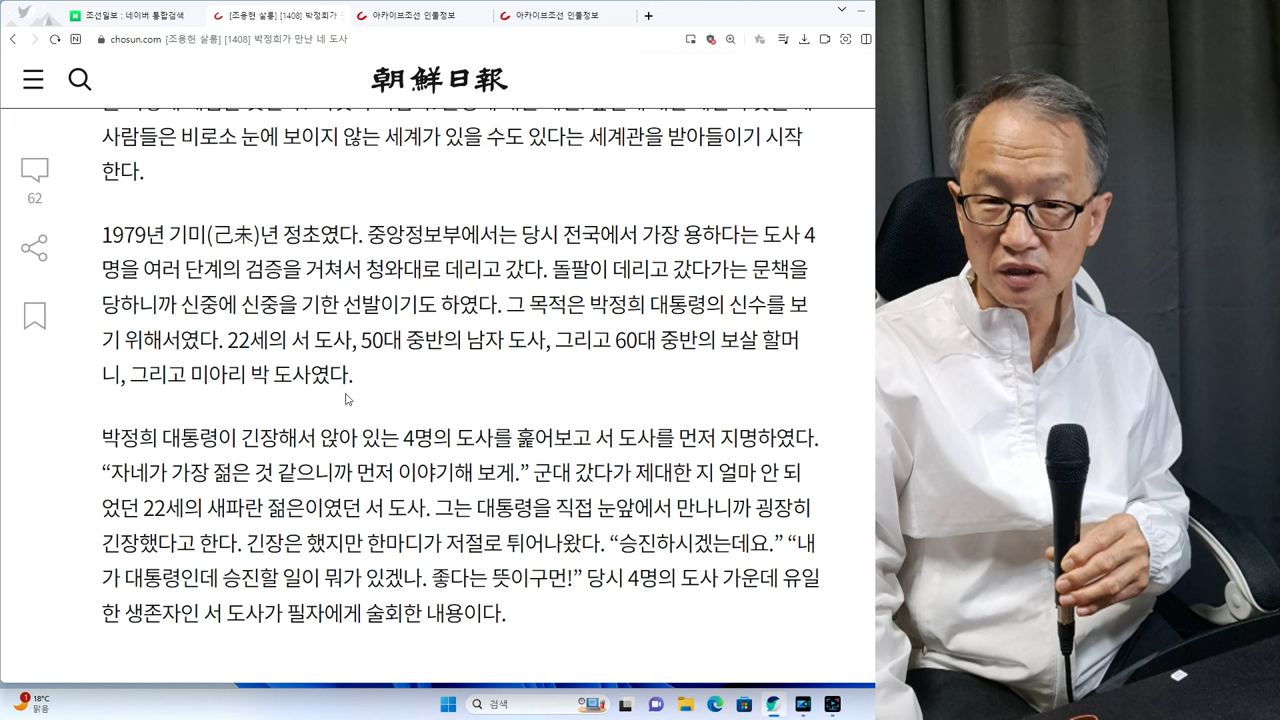 조선일보 : 네이버 통합검색
[조용헌 살롱] [1408] 박정희가
아카이브조선 인물정보
아카이브조선 인물정보
chosun.com [조용헌 살롱] [1408] 박정희가 만난 네 도사
朝鮮日報
사람들은 비로소 눈에 보이지 않는 세계가 있을 수도 있다는 세계관을 받아들이기 시작
한다.
62
1979년 기미(己未)년 정초였다. 중앙정보부에서는 당시 전국에서 가장 용하다는 도사 4
명을 여러 단계의 검증을 거쳐서 청와대로 데리고 갔다. 돌팔이 데리고 갔다가는 문책을
당하니까 신중에 신중을 기한 선발이기도 하였다. 그 목적은 박정희 대통령의 신수를 보
기 위해서였다. 22세의 서 도사, 50대 중반의 남자 도사, 그리고 60대 중반의 보살 할머
니, 그리고 미아리 박 도사였다.
박정희 대통령이 긴장해서 앉아 있는 4명의 도사를 훑어보고 서 도사를 먼저 지명하였다.
“자네가 가장 젊은 것 같으니까 먼저 이야기해 보게.” 군대 갔다가 제대한 지 얼마 안 되
었던 22세의 새파란 젊은이였던 서 도사. 그는 대통령을 직접 눈앞에서 만나니까 굉장히
긴장했다고 한다. 긴장은 했지만 한마디가 저절로 튀어나왔다. “승진하시겠는데요.” “내
가 대통령인데 승진할 일이 뭐가 있겠나. 좋다는 뜻이구먼!” 당시 4명의 도사 가운데 유일
한 생존자인 서 도사가 필자에게 술회한 내용이다.
1
18°C
맑음
검색